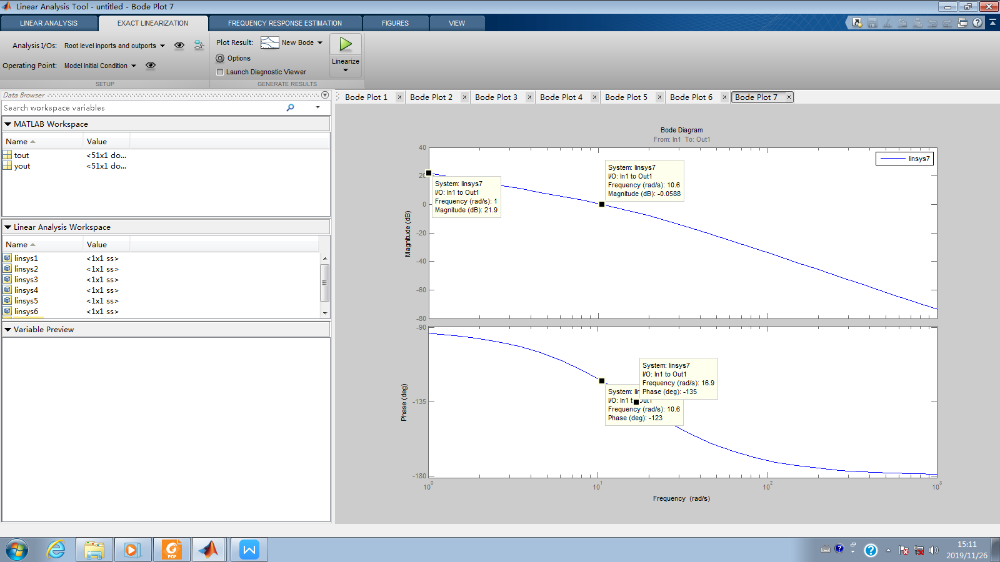 Linear Analysis Tool - untitled - Bode Plot 7
LINEAR ANALYSIS
EXACT LINEARIZATION
FREQUENCY RESPONSE ESTIMATION
FIGURES
VIEW
Analysis I/Os: Root level inports and outports
Operating Point: Model Initial Condition
SETUP
Plot Result: New Bode
Options
Launch Diagnostic Viewer
GENERATE RESULTS
Linearize
Data Browser
Search workspace variables
MATLAB Workspace
Name Value
tout <51x1 do...
yout <51x1 do...
Linear Analysis Workspace
Name Value
linsys1 <1x1 ss>
linsys2 <1x1 ss>
linsys3 <1x1 ss>
linsys4 <1x1 ss>
linsys5 <1x1 ss>
linsys6 <1x1 ss>
Variable Preview
Bode Plot 1
Bode Plot 2
Bode Plot 3
Bode Plot 4
Bode Plot 5
Bode Plot 6
Bode Plot 7
Bode Diagram
From: In1 To: Out1
linsys7
Magnitude (dB)
40
20
0
-20
-40
-60
-80
System: linsys7
I/O: In1 to Out1
Frequency (rad/s): 1
Magnitude (dB): 21.9
System: linsys7
I/O: In1 to Out1
Frequency (rad/s): 10.6
Magnitude (dB): -0.0588
Phase (deg)
-90
-135
-180
System: linsys7
I/O: In1 to Out1
Frequency (rad/s): 16.9
Phase (deg): -135
System:
I/O: In1
Frequency (rad/s): 10.6
Phase (deg): -123
10⁰
10¹
10²
10³
Frequency (rad/s)
PDF
15:11
2019/11/26